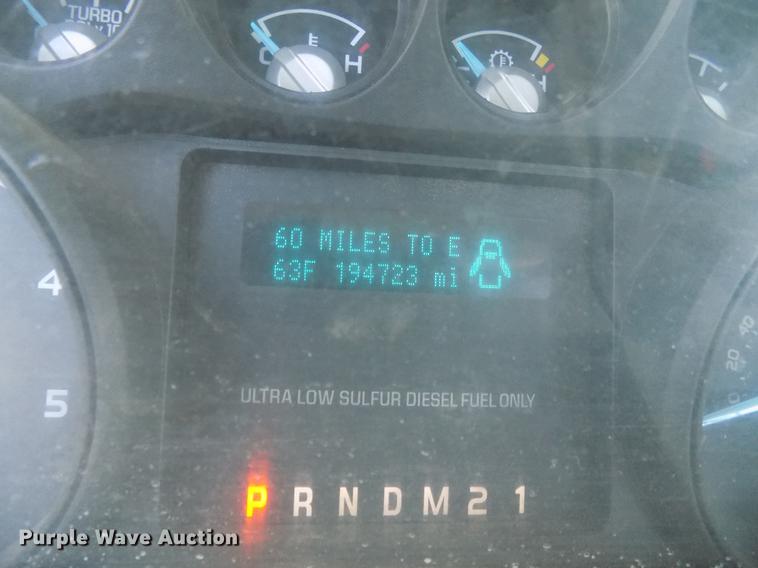 TURBO
C
H
H
60 MILES TO E
63F 194723 mi
4
5
40
20
0
ULTRA LOW SULFUR DIESEL FUEL ONLY
P R N D M 2 1
Purple Wave Auction